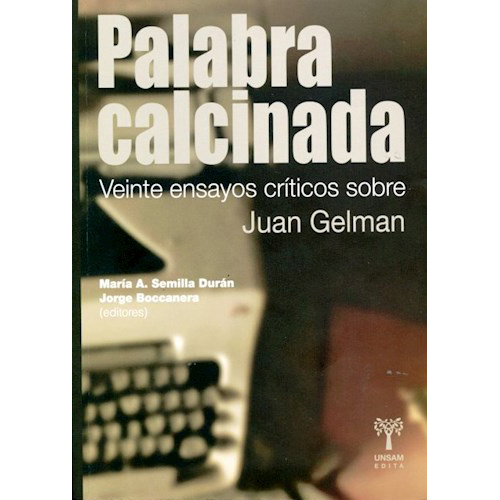 Palabra
calcinada
Veinte ensayos críticos sobre
Juan Gelman
María A. Semilla Durán
Jorge Boccanera
(editores)
UNSAM
EDITA